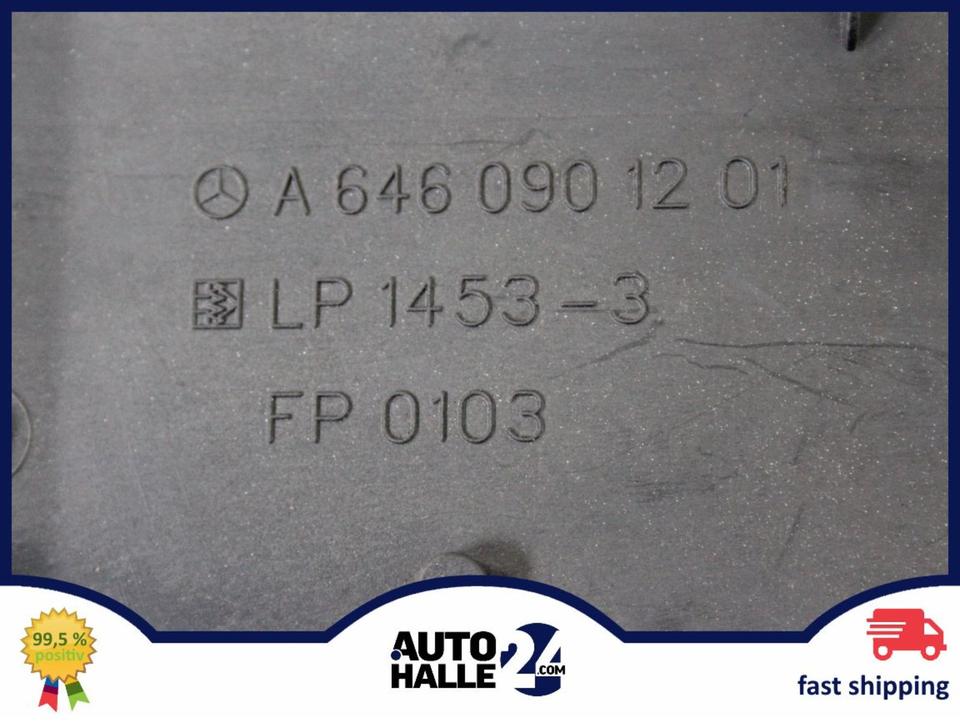 A 646 090 12 01
LP 1453-3
FP 0103
99,5 %
positiv
AUTO
HALLE 24 .COM
fast shipping